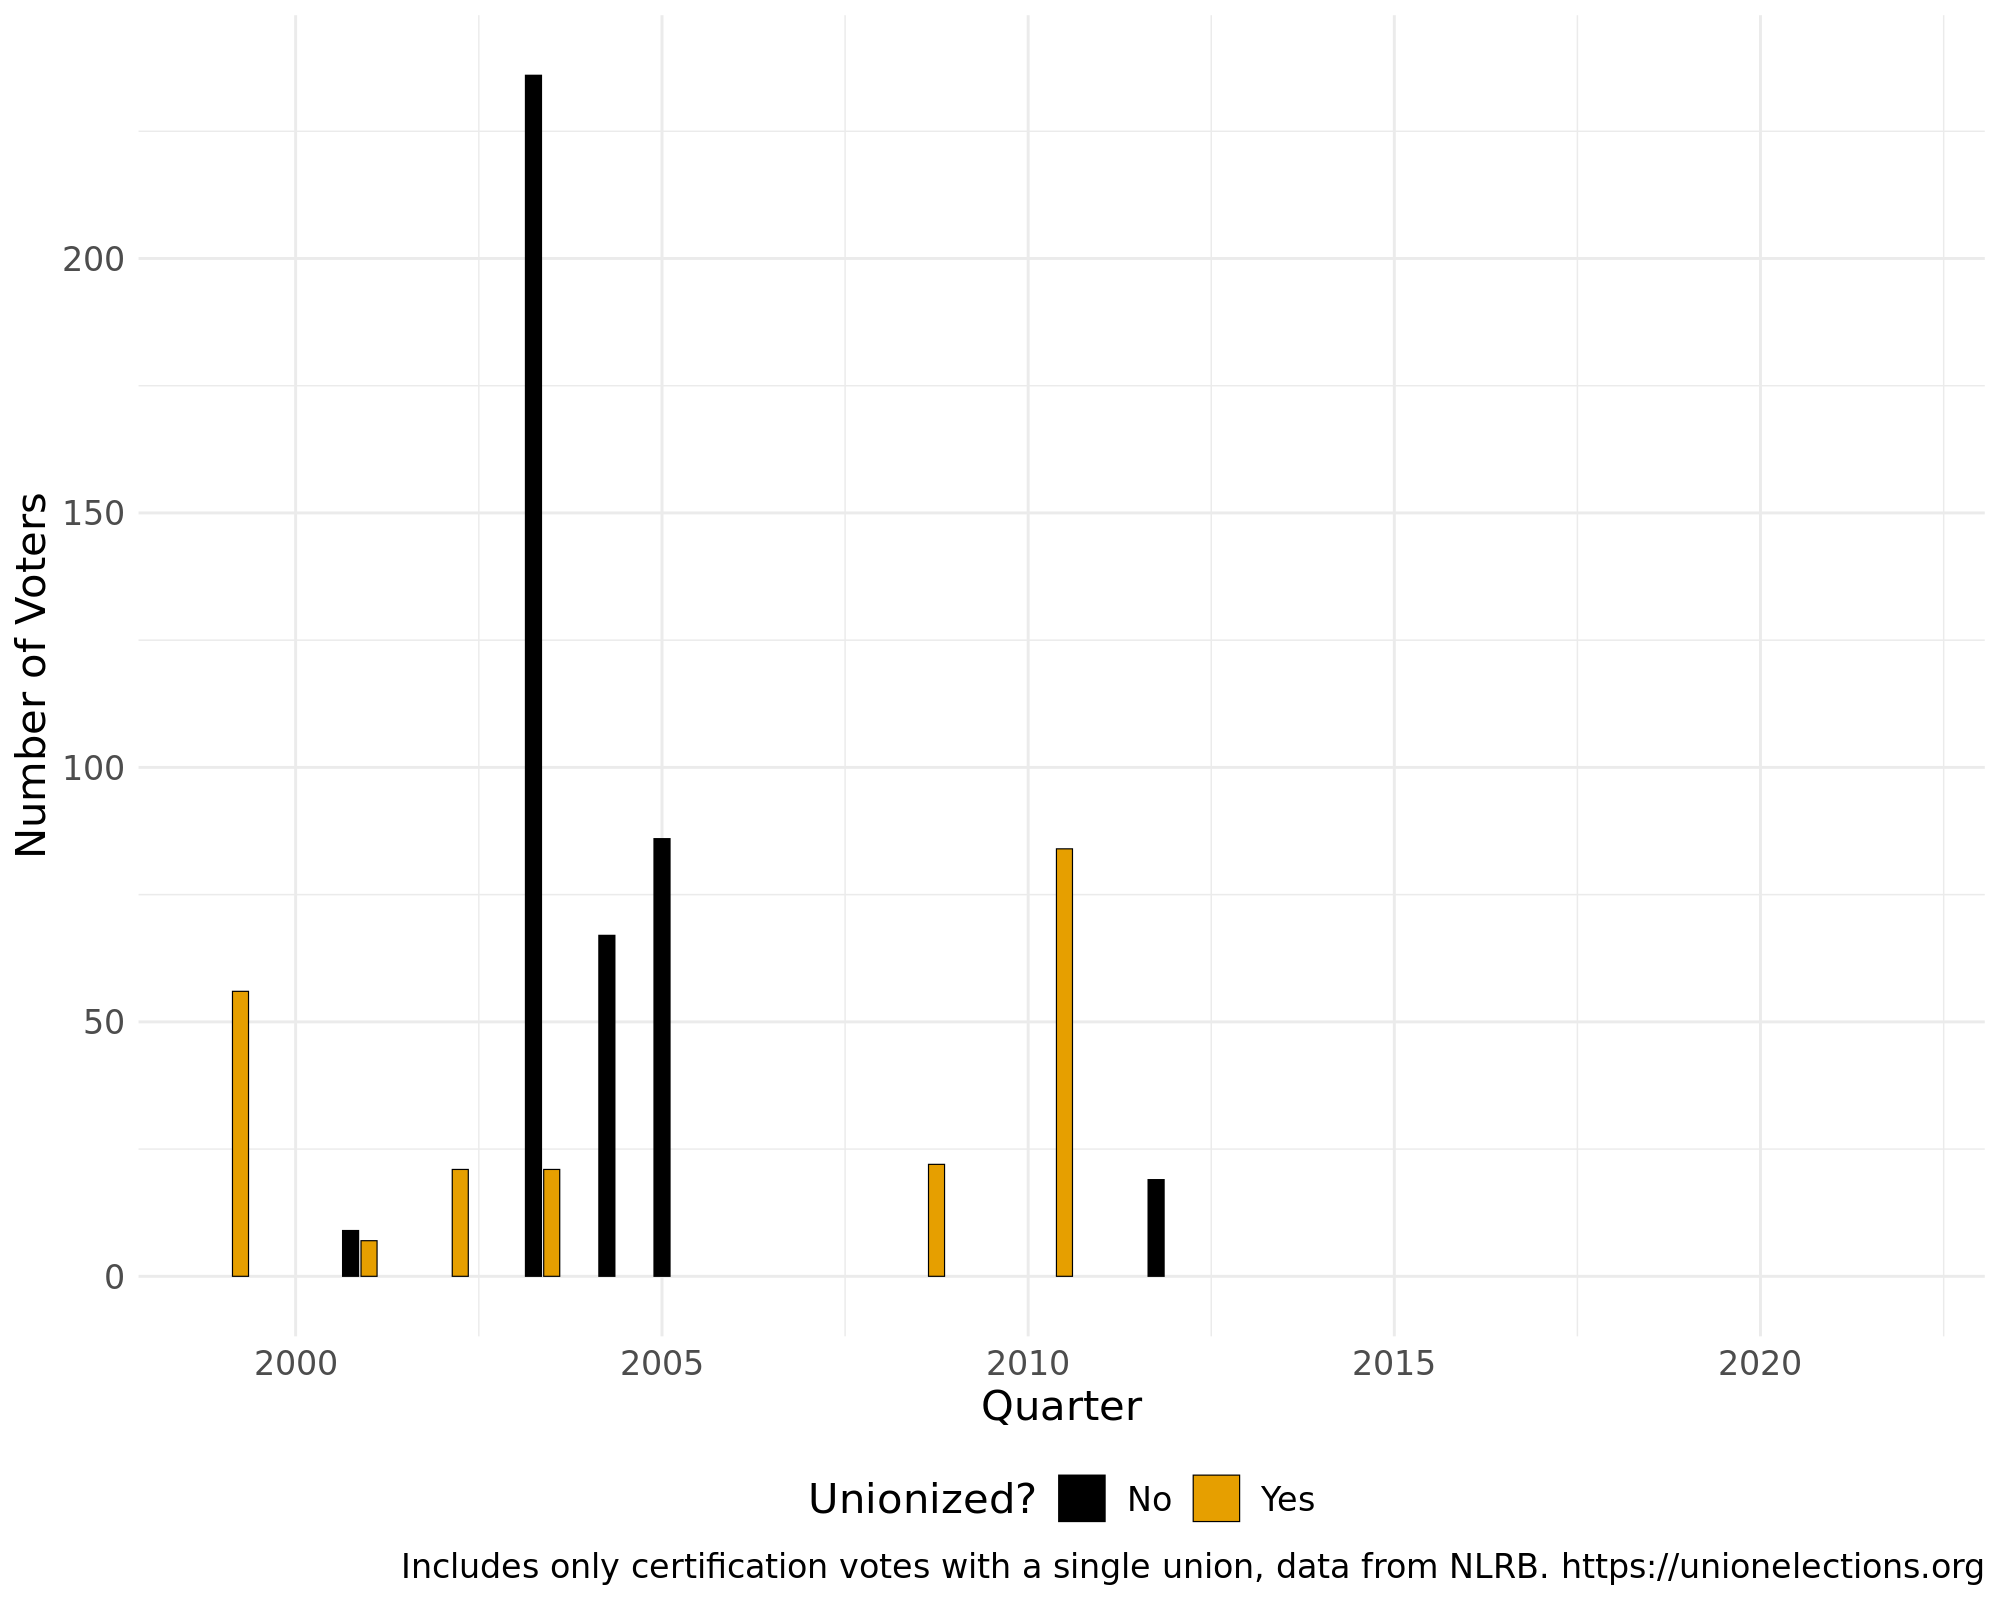 Number of Voters
200
150
100
50
0
2000 2005 2010 2015 2020
Quarter
Unionized? No Yes
Includes only certification votes with a single union, data from NLRB. https://unionelections.org